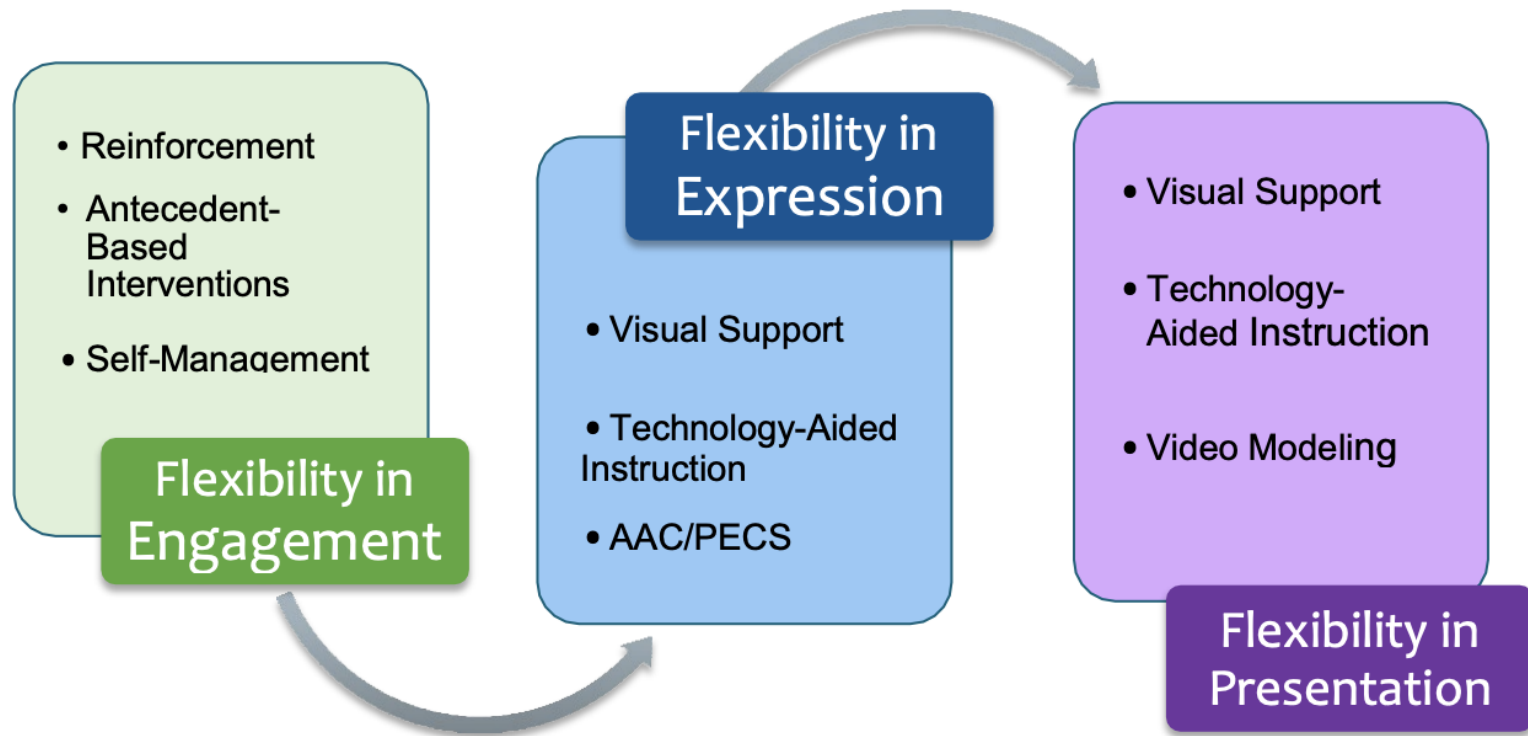 • Reinforcement
• Antecedent-
Based
Interventions
• Self-Management
Flexibility in
Engagement
Flexibility in
Expression
• Visual Support
• Technology-Aided
Instruction
• AAC/PECS
• Visual Support
• Technology-
Aided Instruction
• Video Modeling
Flexibility in
Presentation